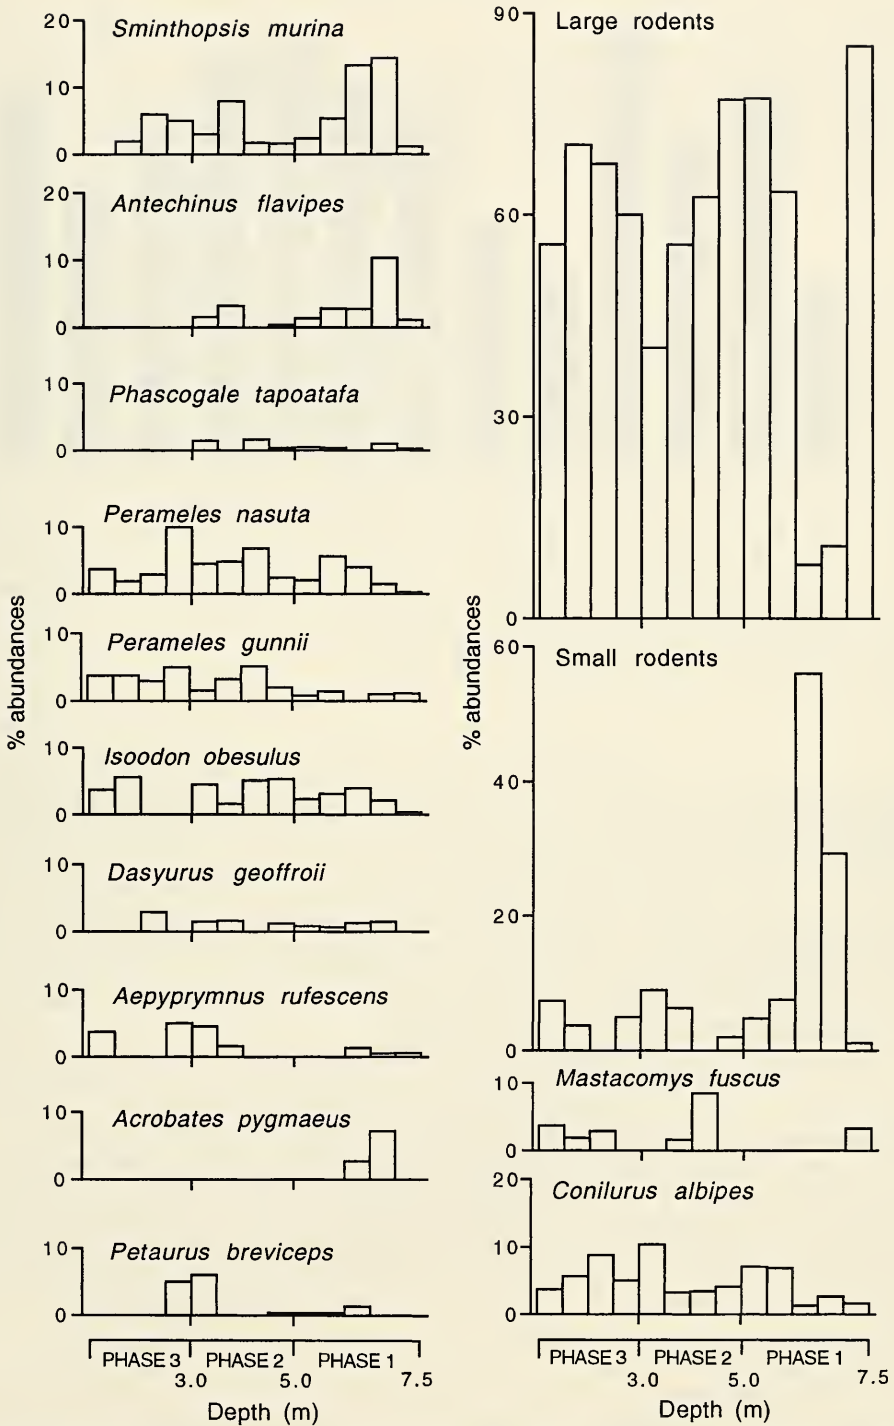 20
10
0
Sminthopsis murina
20
10
0
Antechinus flavipes
10
0
Phascogale tapoatafa
10
0
Perameles nasuta
10
0
Perameles gunnii
10
0
Isoodon obesulus
10
0
Dasyurus geoffroii
10
0
Aepyprymnus rufescens
10
0
Acrobates pygmaeus
10
0
Petaurus breviceps
% abundances
PHASE 3 PHASE 2 PHASE 1
3.0 5.0 7.5
Depth (m)
90
60
30
0
Large rodents
60
40
20
0
Small rodents
10
0
Mastacomys fuscus
20
10
0
Conilurus albipes
% abundances
PHASE 3 PHASE 2 PHASE 1
3.0 5.0 7.5
Depth (m)